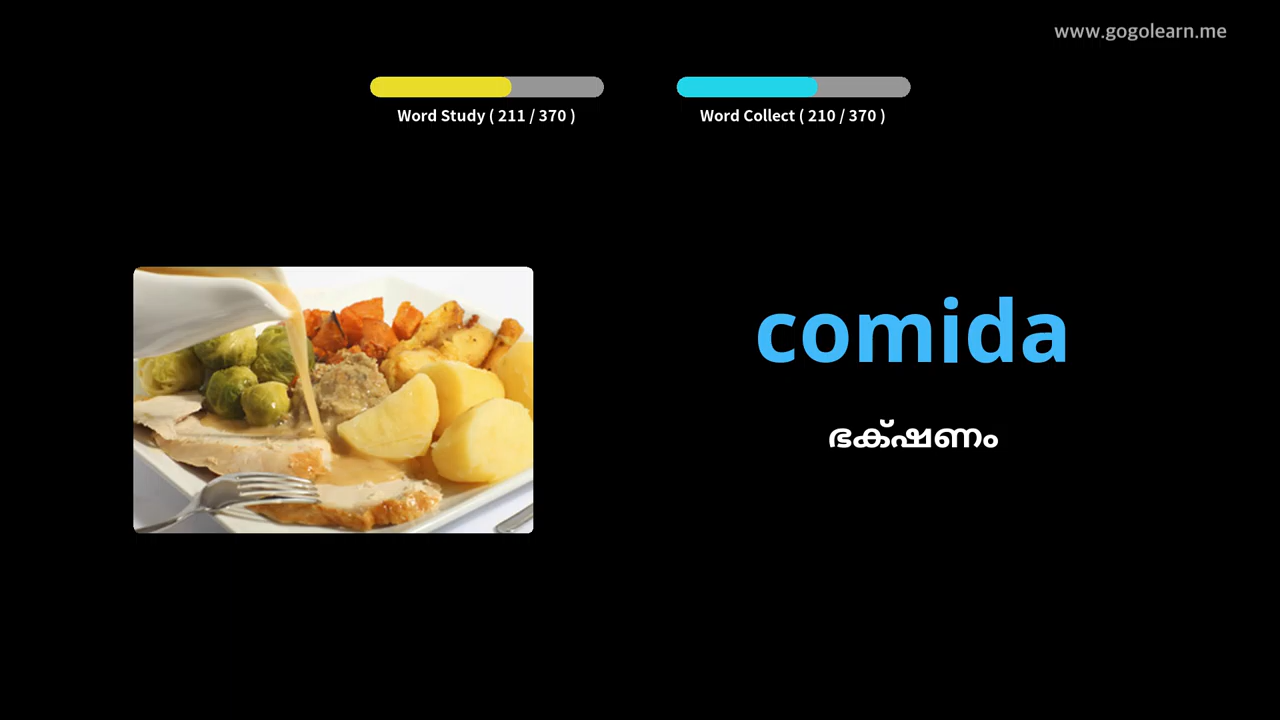 www.gogolearn.me
Word Study ( 211 / 370 )
Word Collect ( 210 / 370 )
comida
ഭക്‌ഷണം